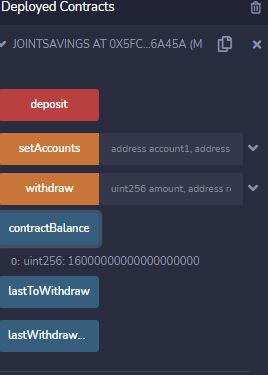 Deployed Contracts
JOINTSAVINGS AT 0X5FC...6A45A (M
deposit
setAccounts address account1, address
withdraw uint256 amount, address re
contractBalance
0: uint256: 16000000000000000000
lastToWithdraw
lastWithdraw...